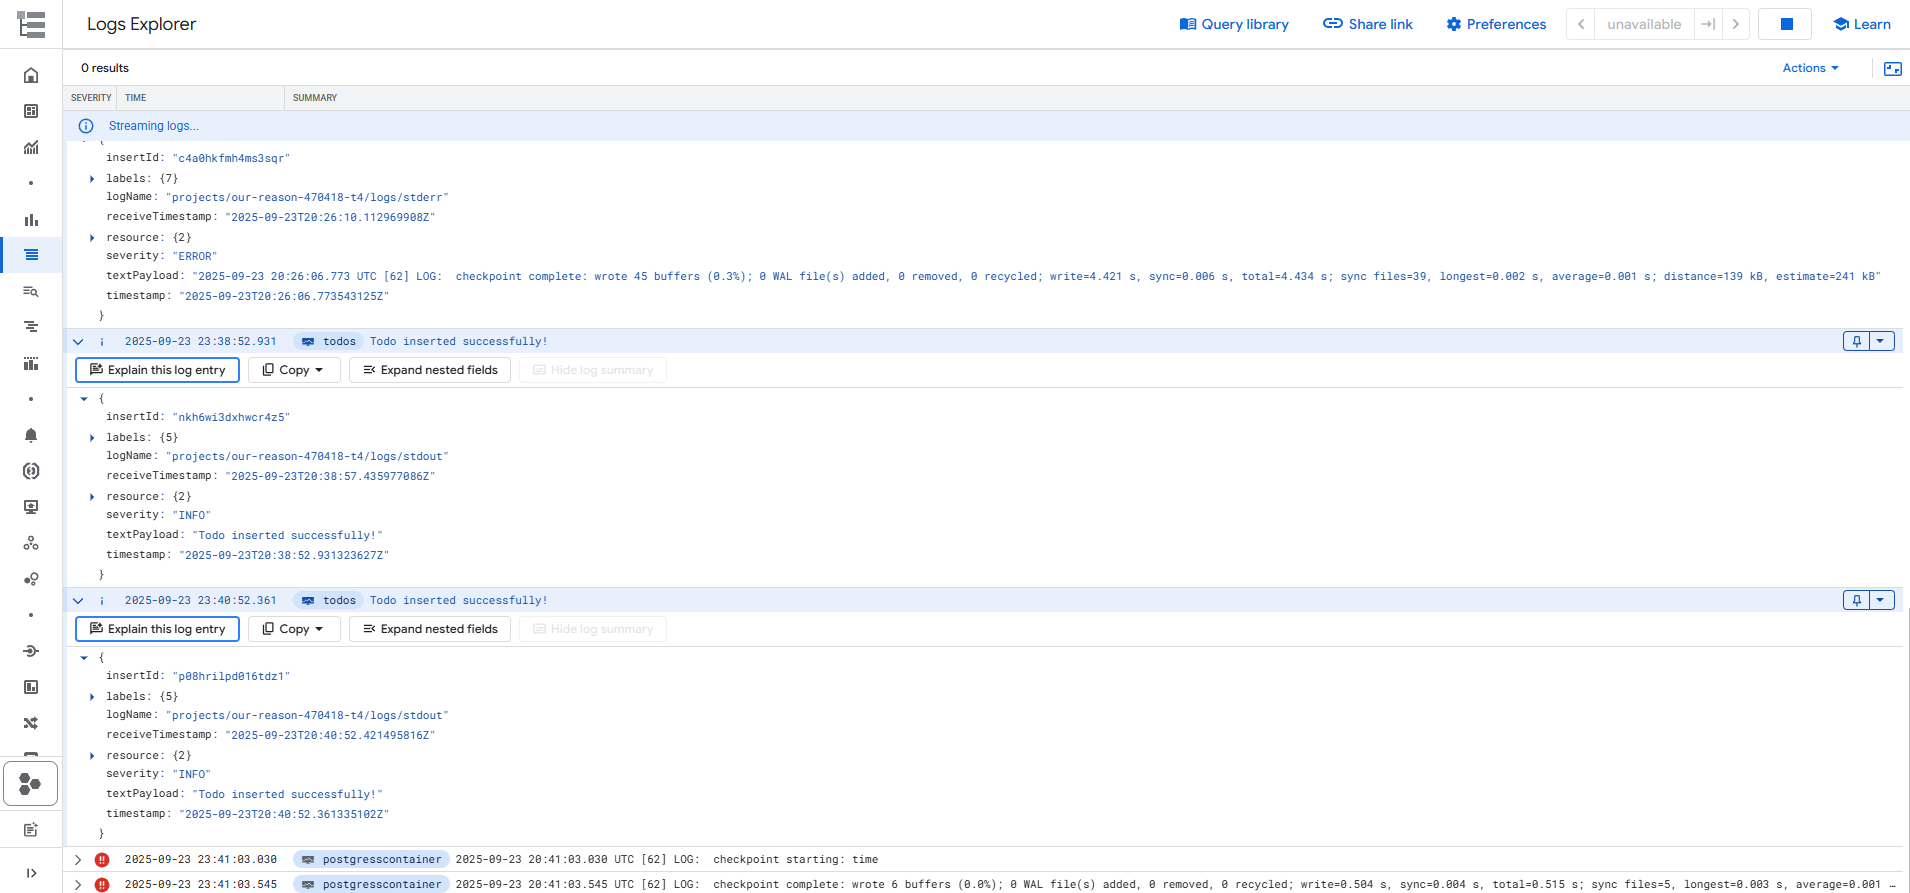 Logs Explorer
Query library
Share link
Preferences
unavailable
Learn
0 results
Actions
SEVERITY TIME SUMMARY
Streaming logs...
{
insertId: "c4a0hkfmh4ms3sqr"
labels: {7}
logName: "projects/our-reason-470418-t4/logs/stderr"
receiveTimestamp: "2025-09-23T20:26:10.112969908Z"
resource: {2}
severity: "ERROR"
textPayload: "2025-09-23 20:26:06.773 UTC [62] LOG:  checkpoint complete: wrote 45 buffers (0.3%); 0 WAL file(s) added, 0 removed, 0 recycled; write=4.421 s, sync=0.006 s, total=4.434 s; sync files=39, longest=0.002 s, average=0.001 s; distance=139 kB, estimate=241 kB"
timestamp: "2025-09-23T20:26:06.773543125Z"
}
i 2025-09-23 23:38:52.931 todos Todo inserted successfully!
Explain this log entry Copy Expand nested fields Hide log summary
{
insertId: "nkh6wi3dxhwcr4z5"
labels: {5}
logName: "projects/our-reason-470418-t4/logs/stdout"
receiveTimestamp: "2025-09-23T20:38:57.435977086Z"
resource: {2}
severity: "INFO"
textPayload: "Todo inserted successfully!"
timestamp: "2025-09-23T20:38:52.931323627Z"
}
i 2025-09-23 23:40:52.361 todos Todo inserted successfully!
Explain this log entry Copy Expand nested fields Hide log summary
{
insertId: "p08hrilpd016tdz1"
labels: {5}
logName: "projects/our-reason-470418-t4/logs/stdout"
receiveTimestamp: "2025-09-23T20:40:52.421495816Z"
resource: {2}
severity: "INFO"
textPayload: "Todo inserted successfully!"
timestamp: "2025-09-23T20:40:52.361335102Z"
}
!! 2025-09-23 23:41:03.030 postgresscontainer 2025-09-23 20:41:03.030 UTC [62] LOG:  checkpoint starting: time
!! 2025-09-23 23:41:03.545 postgresscontainer 2025-09-23 20:41:03.545 UTC [62] LOG:  checkpoint complete: wrote 6 buffers (0.0%); 0 WAL file(s) added, 0 removed, 0 recycled; write=0.504 s, sync=0.004 s, total=0.515 s; sync files=5, longest=0.003 s, average=0.001 …